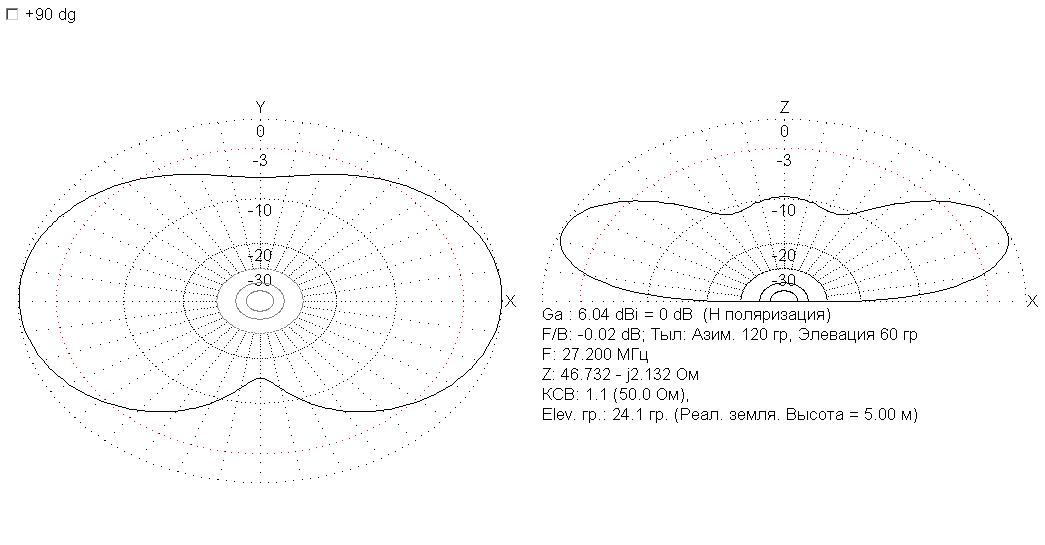 +90 dg
Y
0
-3
-10
-20
-30
X
Z
0
-3
-10
-20
-30
X
Ga : 6.04 dBi = 0 dB (Н поляризация)
F/B: -0.02 dB; Тыл: Азим. 120 гр, Элевация 60 гр
F: 27.200 МГц
Z: 46.732 - j2.132 Ом
КСВ: 1.1 (50.0 Ом),
Elev. гр.: 24.1 гр. (Реал. земля. Высота = 5.00 м)